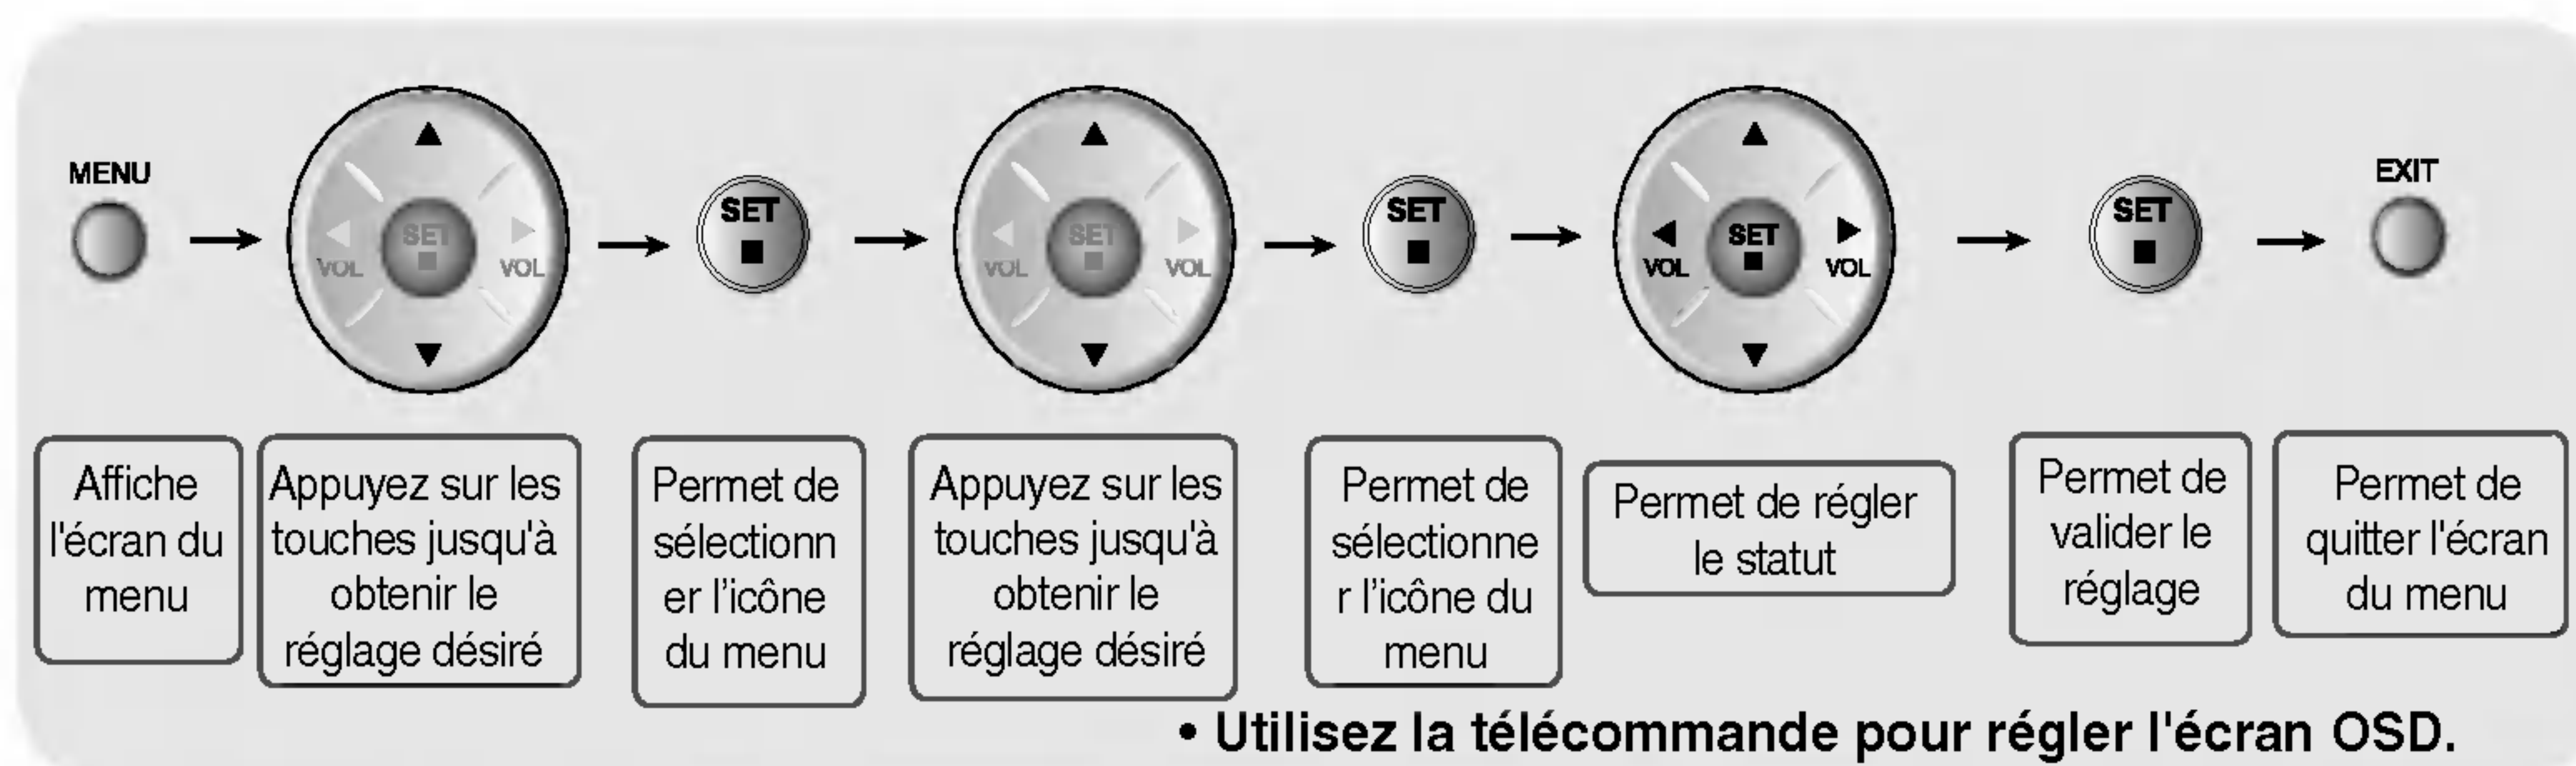 MENU
SET
VOL
VOL
SET
SET
VOL
VOL
SET
SET
VOL
VOL
SET
EXIT
Affiche
l'écran du
menu
Appuyez sur les
touches jusqu'à
obtenir le
réglage désiré
Permet de
sélectionn
er l'icône
du menu
Appuyez sur les
touches jusqu'à
obtenir le
réglage désiré
Permet de
sélectionne
r l'icône du
menu
Permet de régler
le statut
Permet de
valider le
réglage
Permet de
quitter l'écran
du menu
• Utilisez la télécommande pour régler l'écran OSD.